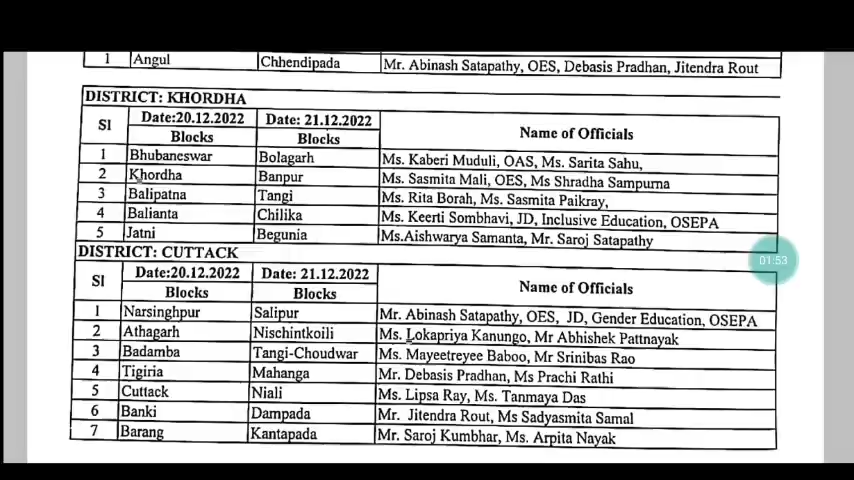 1 Angul Chhendipada Mr. Abinash Satapathy, OES, Debasis Pradhan, Jitendra Rout
DISTRICT: KHORDHA
Sl Date:20.12.2022 Date: 21.12.2022 Name of Officials
Blocks Blocks
1 Bhubaneswar Bolagarh Ms. Kaberi Muduli, OAS, Ms. Sarita Sahu,
2 Khordha Banpur Ms. Sasmita Mali, OES, Ms Shradha Sampurna
3 Balipatna Tangi Ms. Rita Borah, Ms. Sasmita Paikray,
4 Balianta Chilika Ms. Keerti Sombhavi, JD, Inclusive Education, OSEPA
5 Jatni Begunia Ms.Aishwarya Samanta, Mr. Saroj Satapathy
01:53
DISTRICT: CUTTACK
Sl Date:20.12.2022 Date: 21.12.2022 Name of Officials
Blocks Blocks
1 Narsinghpur Salipur Mr. Abinash Satapathy, OES, JD, Gender Education, OSEPA
2 Athagarh Nischintkoili Ms. Lokapriya Kanungo, Mr Abhishek Pattnayak
3 Badamba Tangi-Choudwar Ms. Mayeetreyee Baboo, Mr Srinibas Rao
4 Tigiria Mahanga Mr. Debasis Pradhan, Ms Prachi Rathi
5 Cuttack Niali Ms. Lipsa Ray, Ms. Tanmaya Das
6 Banki Dampada Mr. Jitendra Rout, Ms Sadyasmita Samal
7 Barang Kantapada Mr. Saroj Kumbhar, Ms. Arpita Nayak